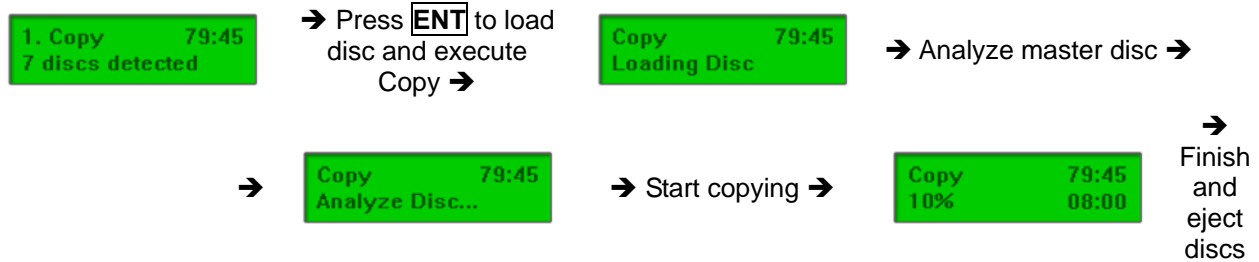 1. Copy 79:45
7 discs detected
➔ Press ENT to load
disc and execute
Copy ➔
Copy 79:45
Loading Disc
➔ Analyze master disc ➔
➔
Copy 79:45
Analyze Disc...
➔ Start copying ➔
Copy 79:45
10% 08:00
➔
Finish
and
eject
discs